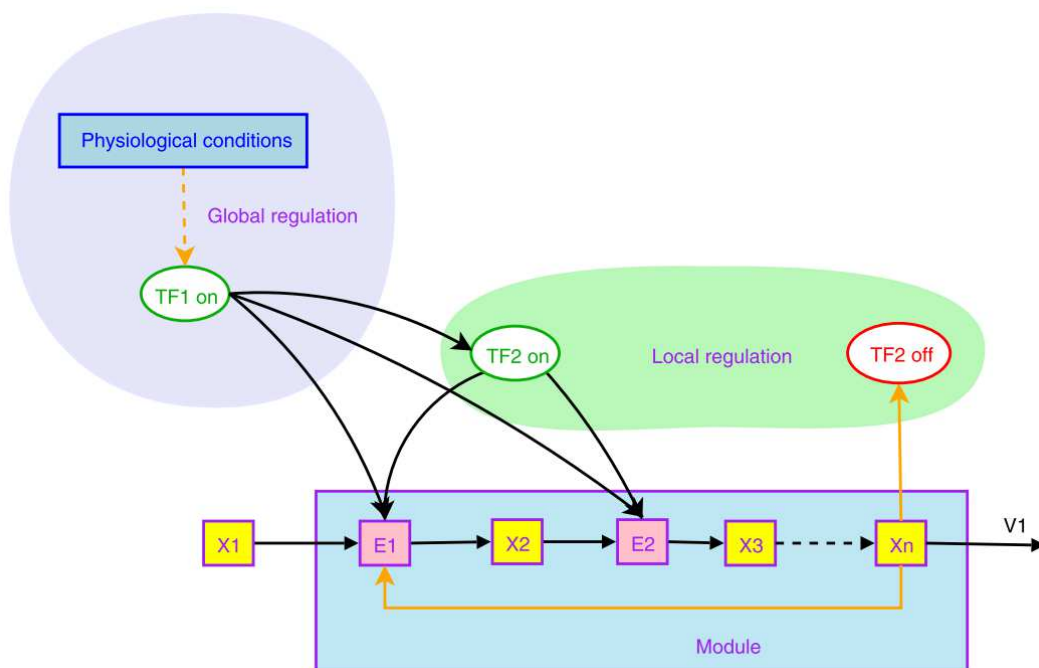 Physiological conditions
Global regulation
TF1 on
TF2 on
Local regulation
TF2 off
V1
X1
E1
X2
E2
X3
Xn
Module